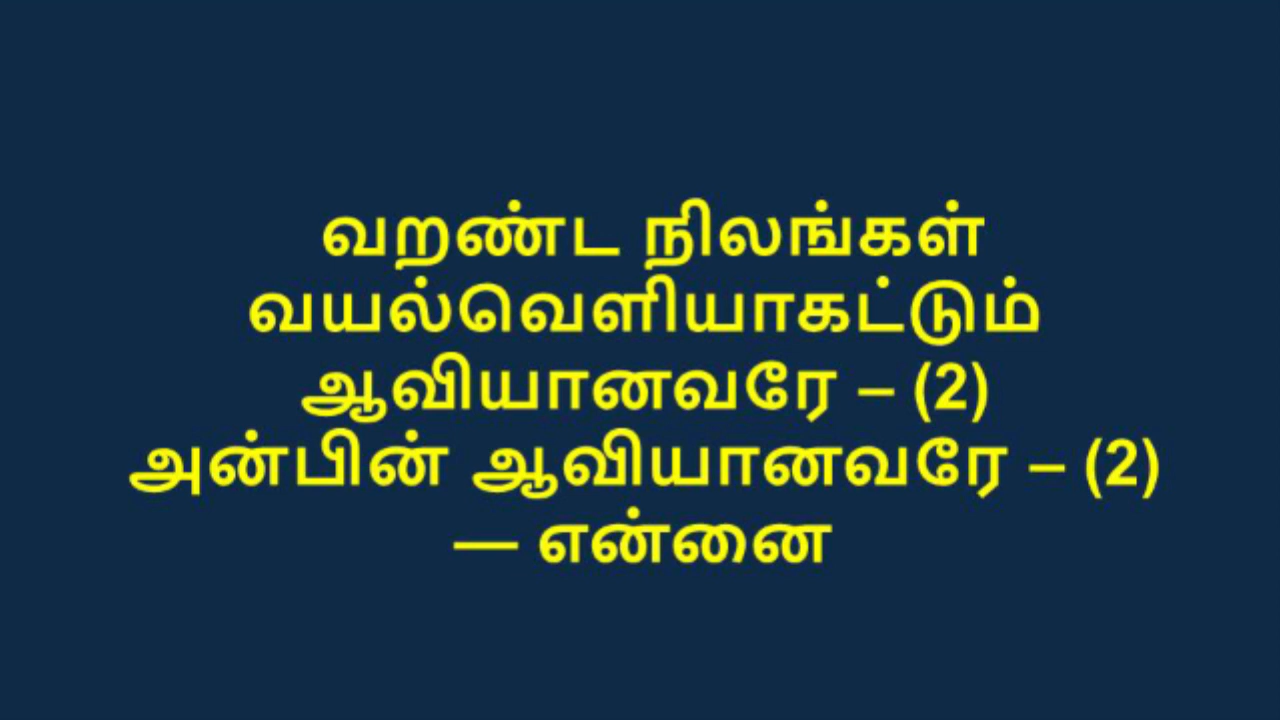 வறண்ட நிலங்கள்
வயல்வெளியாகட்டும்
ஆவியானவரே – (2)
அன்பின் ஆவியானவரே – (2)
— என்னை